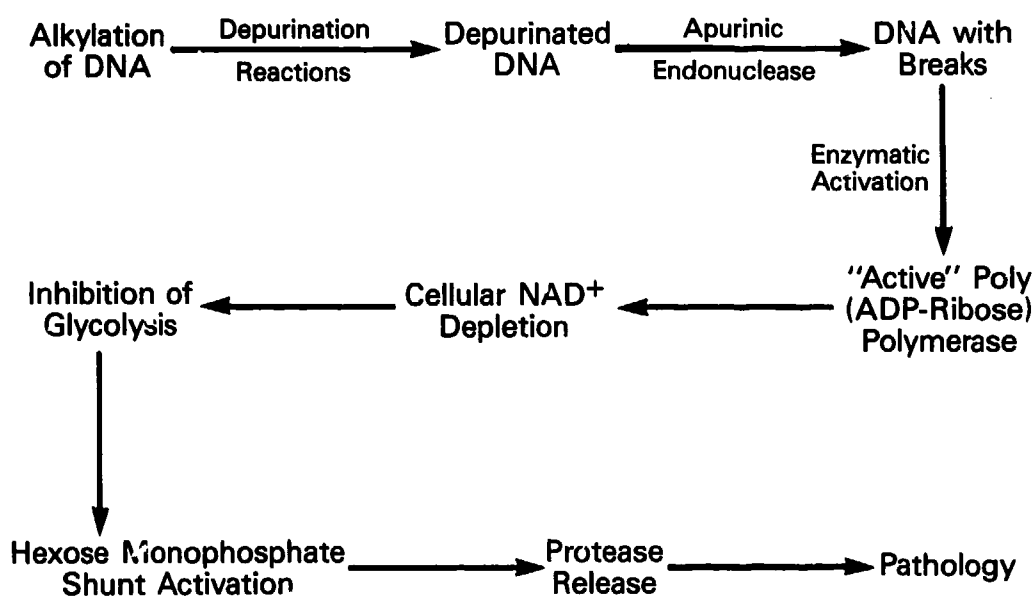 Alkylation
of DNA
Depurination
Reactions
Depurinated
DNA
Apurinic
Endonuclease
DNA with
Breaks
Enzymatic
Activation
"Active" Poly
(ADP-Ribose)
Polymerase
Cellular NAD+
Depletion
Inhibition of
Glycolysis
Hexose Monophosphate
Shunt Activation
Protease
Release
Pathology